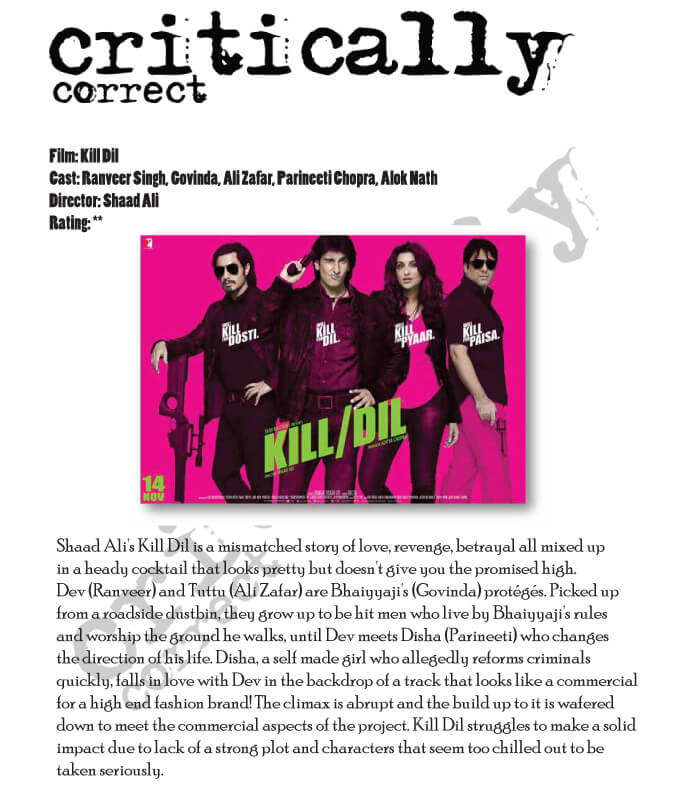 critically
correct
Film: Kill Dil
Cast: Ranveer Singh, Govinda, Ali Zafar, Parineeti Chopra, Alok Nath
Director: Shaad Ali
Rating: **
KILL
DOSTI.
KILL
DIL.
KILL
PYAAR.
KILL
PAISA.
KILL/DIL
14
NOV
Shaad Ali's Kill Dil is a mismatched story of love, revenge, betrayal all mixed up
in a heady cocktail that looks pretty but doesn't give you the promised high.
Dev (Ranveer) and Tuttu (Ali Zafar) are Bhaiyyaji's (Govinda) protégés. Picked up
from a roadside dustbin, they grow up to be hit men who live by Bhaiyyaji's rules
and worship the ground he walks, until Dev meets Disha (Parineeti) who changes
the direction of his life. Disha, a self made girl who allegedly reforms criminals
quickly, falls in love with Dev in the backdrop of a track that looks like a commercial
for a high end fashion brand! The climax is abrupt and the build up to it is wafered
down to meet the commercial aspects of the project. Kill Dil struggles to make a solid
impact due to lack of a strong plot and characters that seem too chilled out to be
taken seriously.